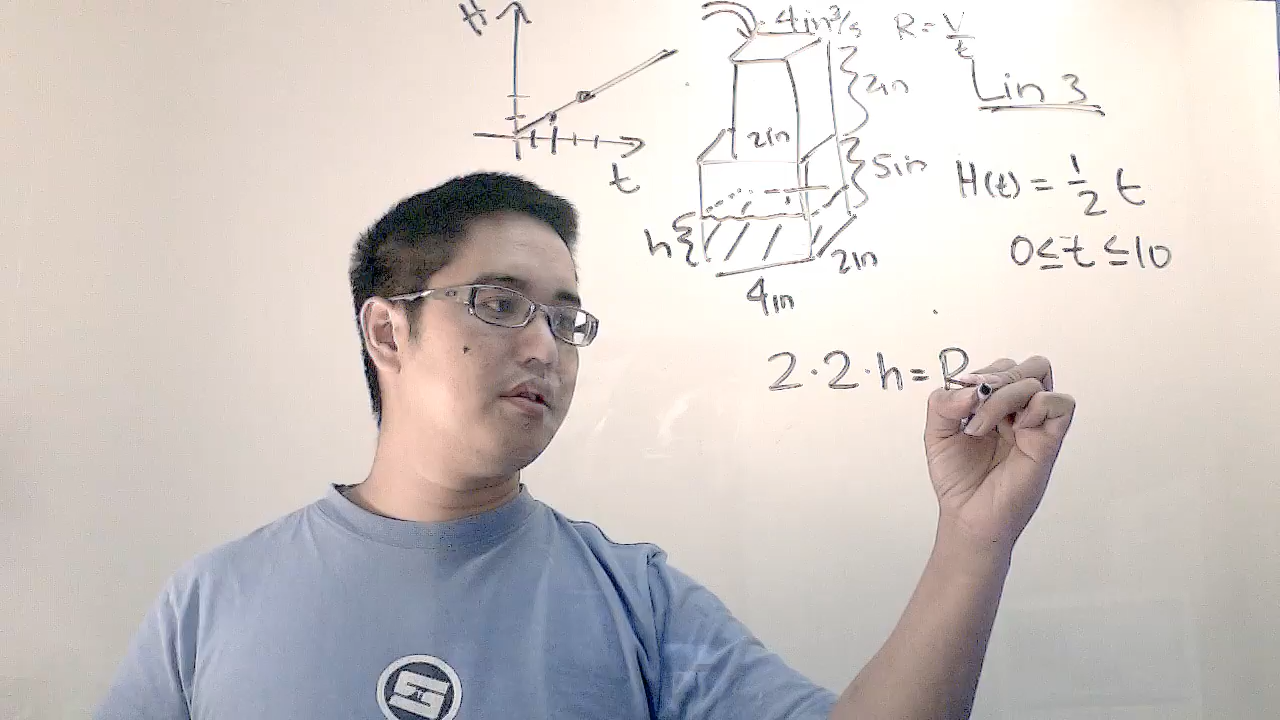 H
t
4in³/s
R = V/t
Lin 3
2in
2in
5in
h
2in
4in
H(t) = 1/2 t
0 ≤ t ≤ 10
2·2·h = R